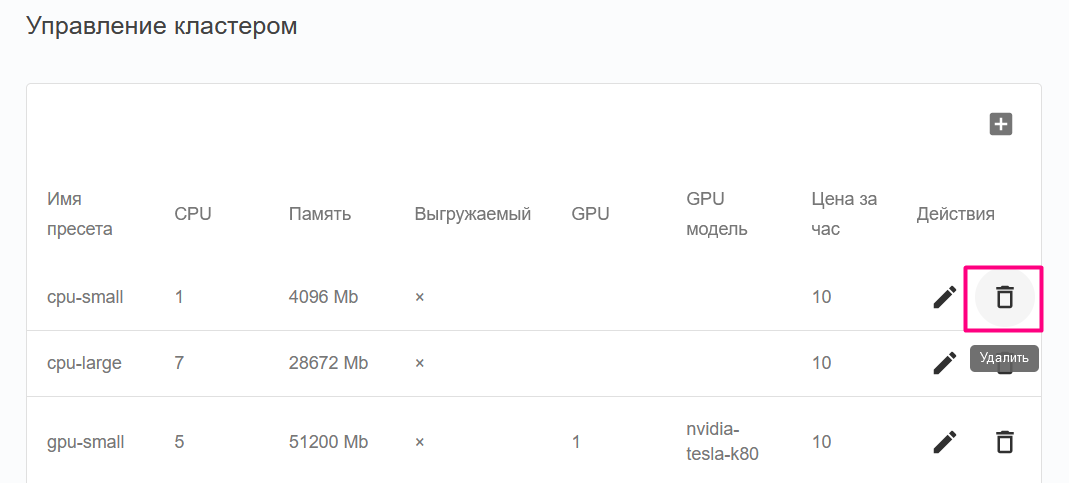 Управление кластером
Имя пресета CPU Память Выгружаемый GPU GPU модель Цена за час Действия
cpu-small 1 4096 Mb × 10
cpu-large 7 28672 Mb × 10
Удалить
gpu-small 5 51200 Mb × 1 nvidia-tesla-k80 10